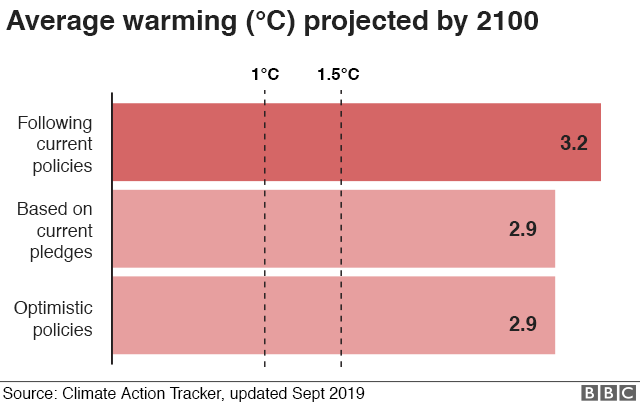 Average warming (°C) projected by 2100
1°C 1.5°C
Following
current
policies
3.2
Based on
current
pledges
2.9
Optimistic
policies
2.9
Source: Climate Action Tracker, updated Sept 2019
BBC